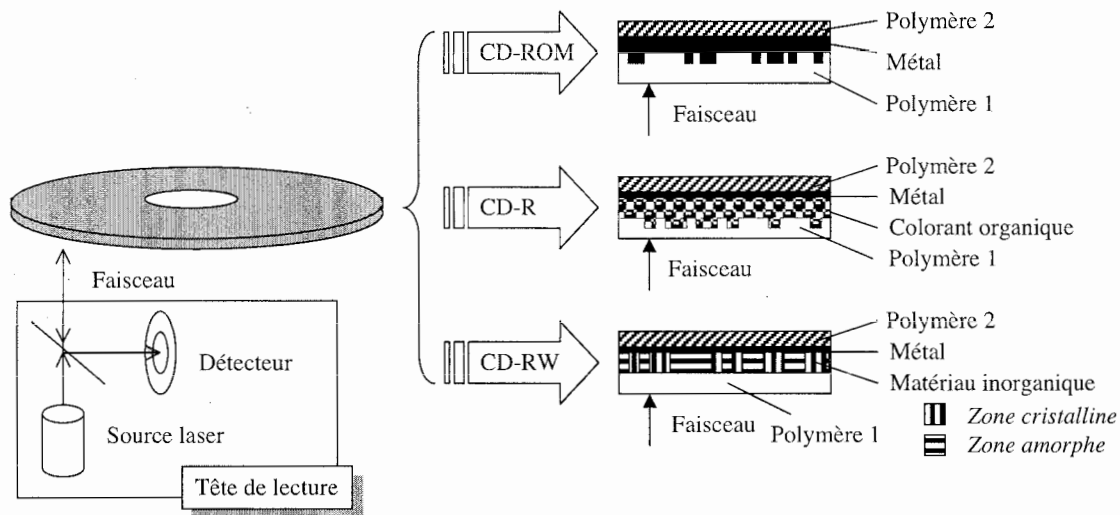 CD-ROM
Polymère 2
Métal
Polymère 1
Faisceau
CD-R
Polymère 2
Métal
Colorant organique
Polymère 1
Faisceau
CD-RW
Polymère 2
Métal
Matériau inorganique
Zone cristalline
Zone amorphe
Faisceau
Polymère 1
Faisceau
Détecteur
Source laser
Tête de lecture